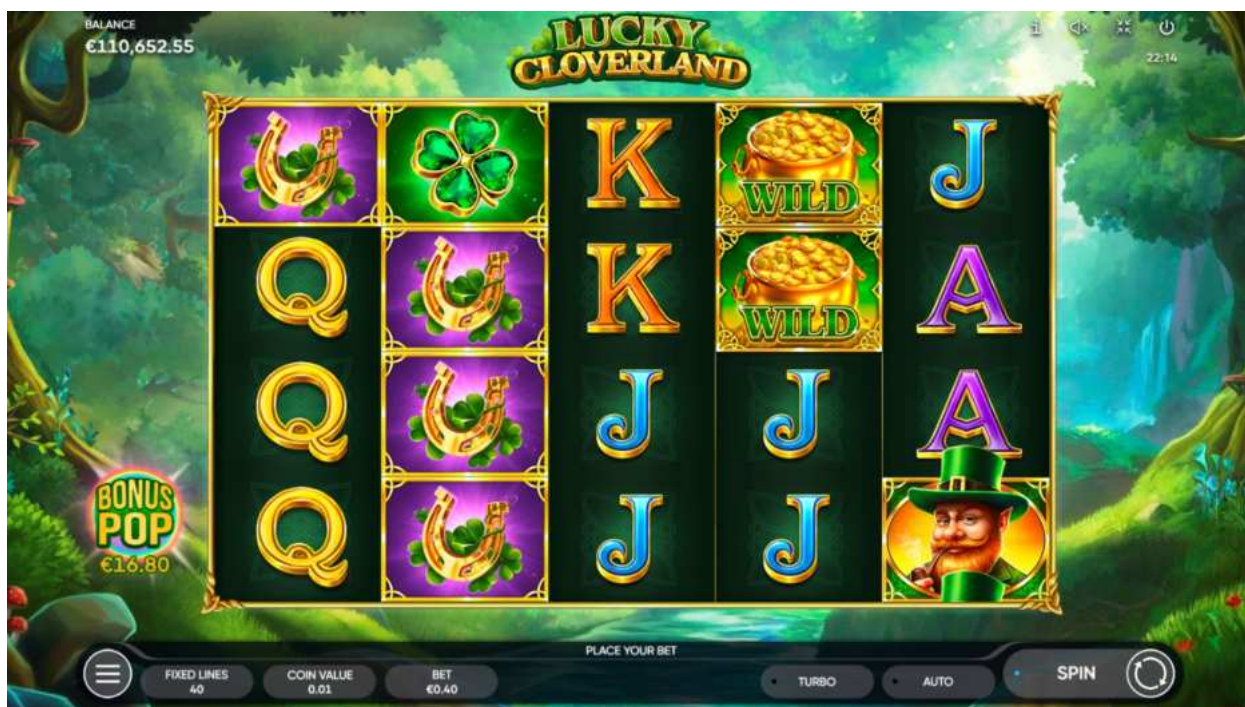 BALANCE
€110,652.55
LUCKY
CLOVERLAND
22:14
K
WILD
J
Q
K
WILD
A
Q
J
J
A
Q
J
J
BONUS
POP
€16.80
PLACE YOUR BET
FIXED LINES
40
COIN VALUE
0.01
BET
€0.40
TURBO
AUTO
SPIN